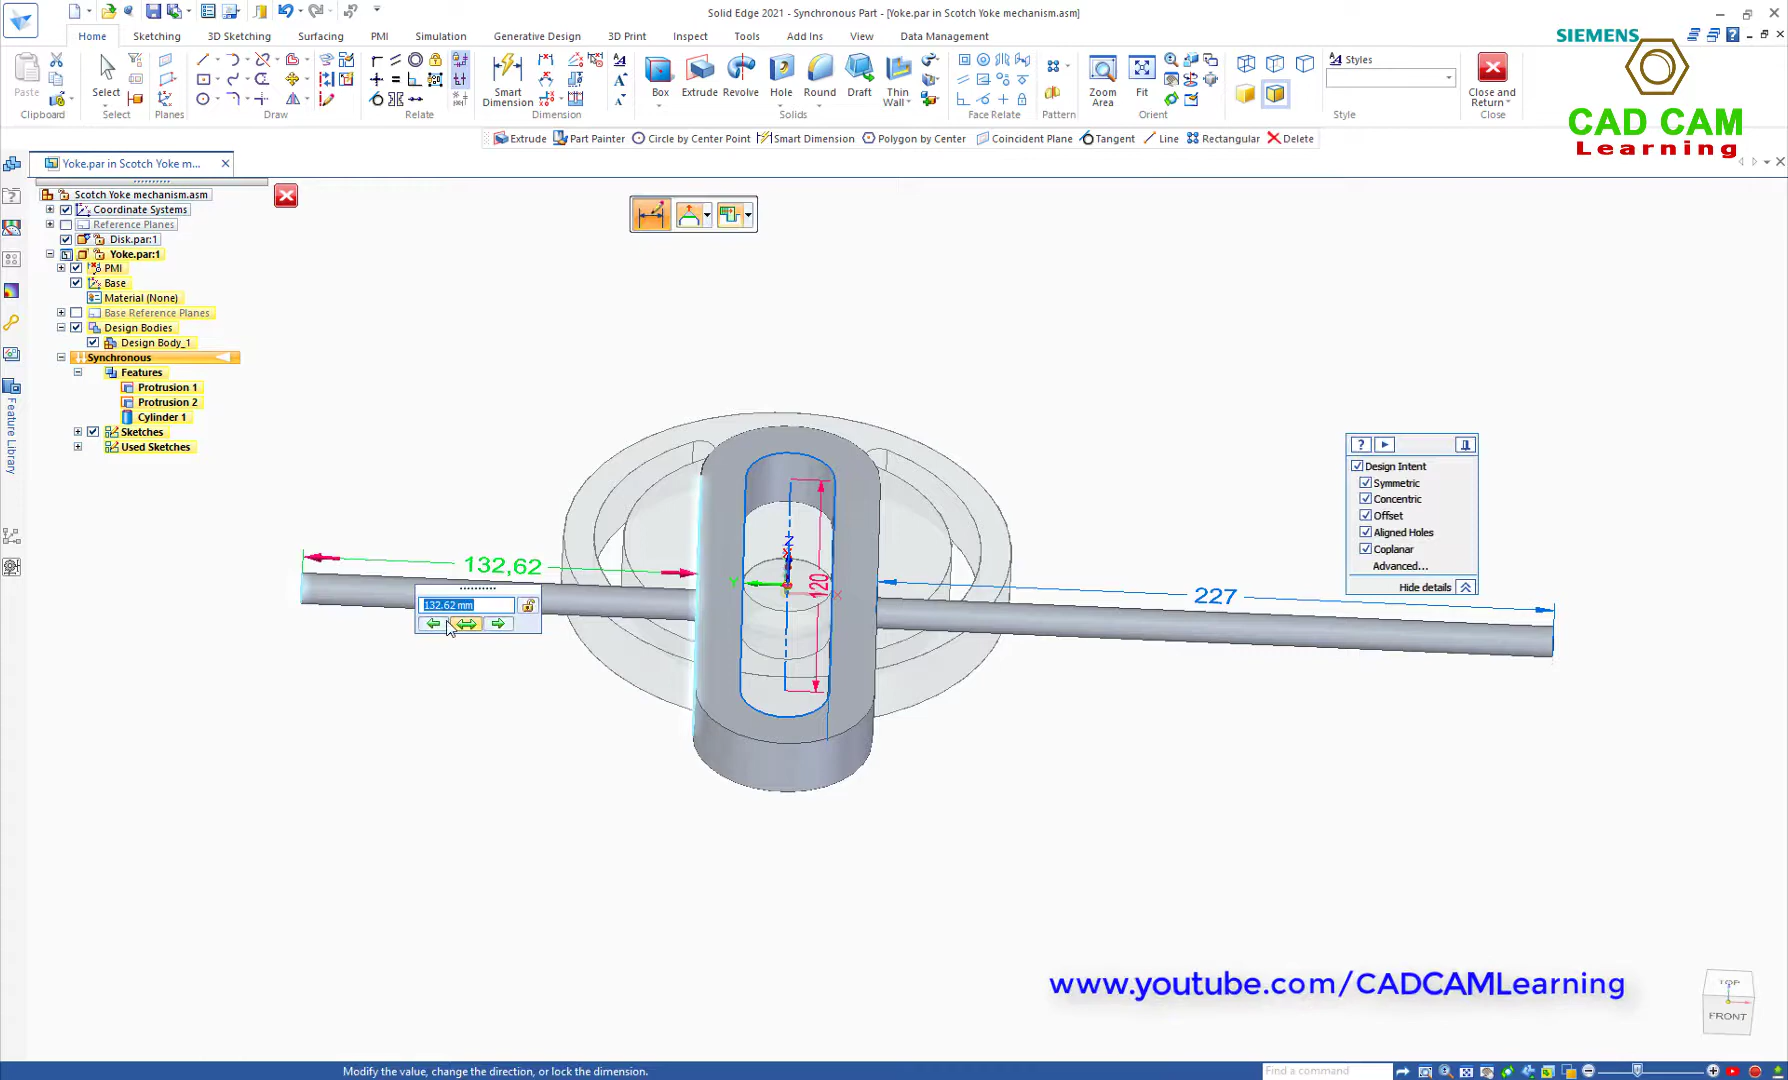 Solid Edge 2021 - Synchronous Part - [Yoke.par in Scotch Yoke mechanism.asm]
Home Sketching 3D Sketching Surfacing PMI Simulation Generative Design 3D Print Inspect Tools Add Ins View Data Management
SIEMENS
Paste
Clipboard
Select
Select
Planes
Draw
Relate
Smart Dimension
Dimension
Box
Extrude
Revolve
Hole
Round
Draft
Thin Wall
Solids
Face Relate
Pattern
Zoom Area
Fit
Orient
Styles
Style
Close and Return
Close
CAD CAM
Learning
Extrude Part Painter Circle by Center Point Smart Dimension Polygon by Center Coincident Plane Tangent Line Rectangular Delete
Yoke.par in Scotch Yoke m...
Scotch Yoke mechanism.asm
Coordinate Systems
Reference Planes
Disk.par:1
Yoke.par:1
PMI
Base
Material (None)
Base Reference Planes
Design Bodies
Design Body_1
Synchronous
Features
Protrusion 1
Protrusion 2
Cylinder 1
Sketches
Used Sketches
Feature Library
132,62
132.62 mm
Z
Y
X
120
227
Design Intent
Symmetric
Concentric
Offset
Aligned Holes
Coplanar
Advanced...
Hide details
www.youtube.com/CADCAMLearning
TOP
FRONT
Modify the value, change the direction, or lock the dimension.
Find a command